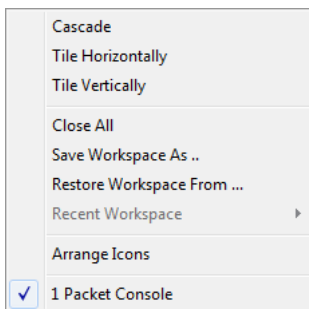 Cascade
Tile Horizontally
Tile Vertically
Close All
Save Workspace As ..
Restore Workspace From ...
Recent Workspace
Arrange Icons
1 Packet Console